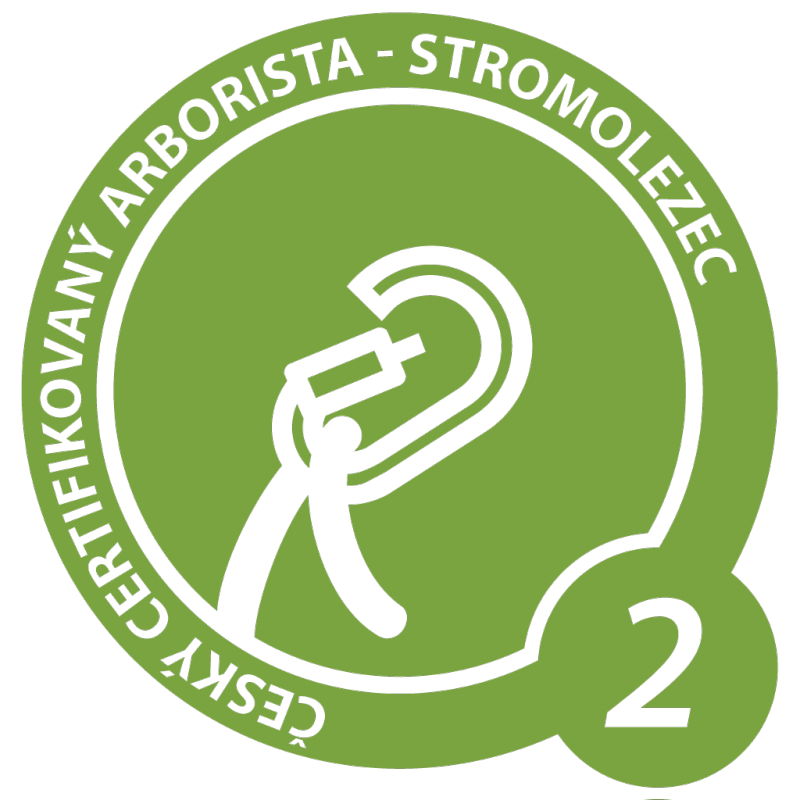 ČESKÝ CERTIFIKOVANÝ ARBORISTA - STROMOLEZEC
2